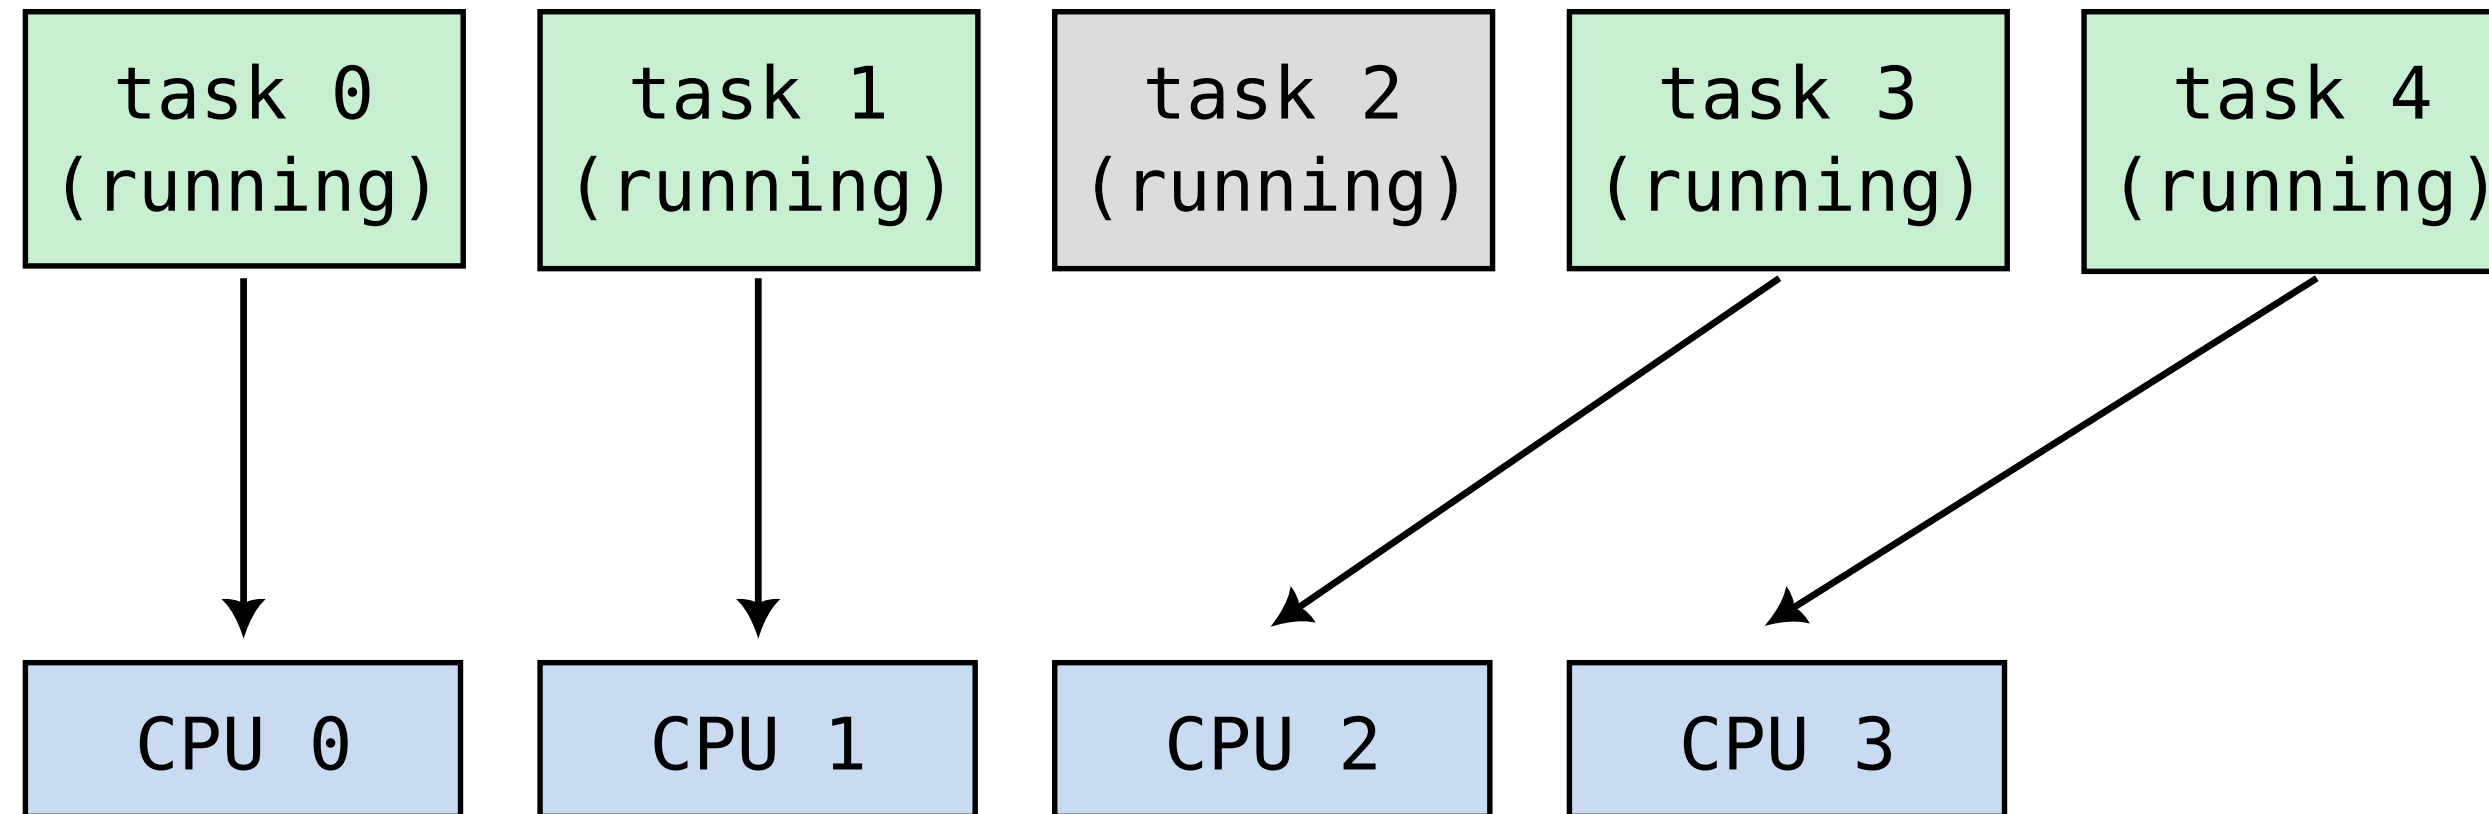 task 0
(running)
task 1
(running)
task 2
(running)
task 3
(running)
task 4
(running)
CPU 0
CPU 1
CPU 2
CPU 3